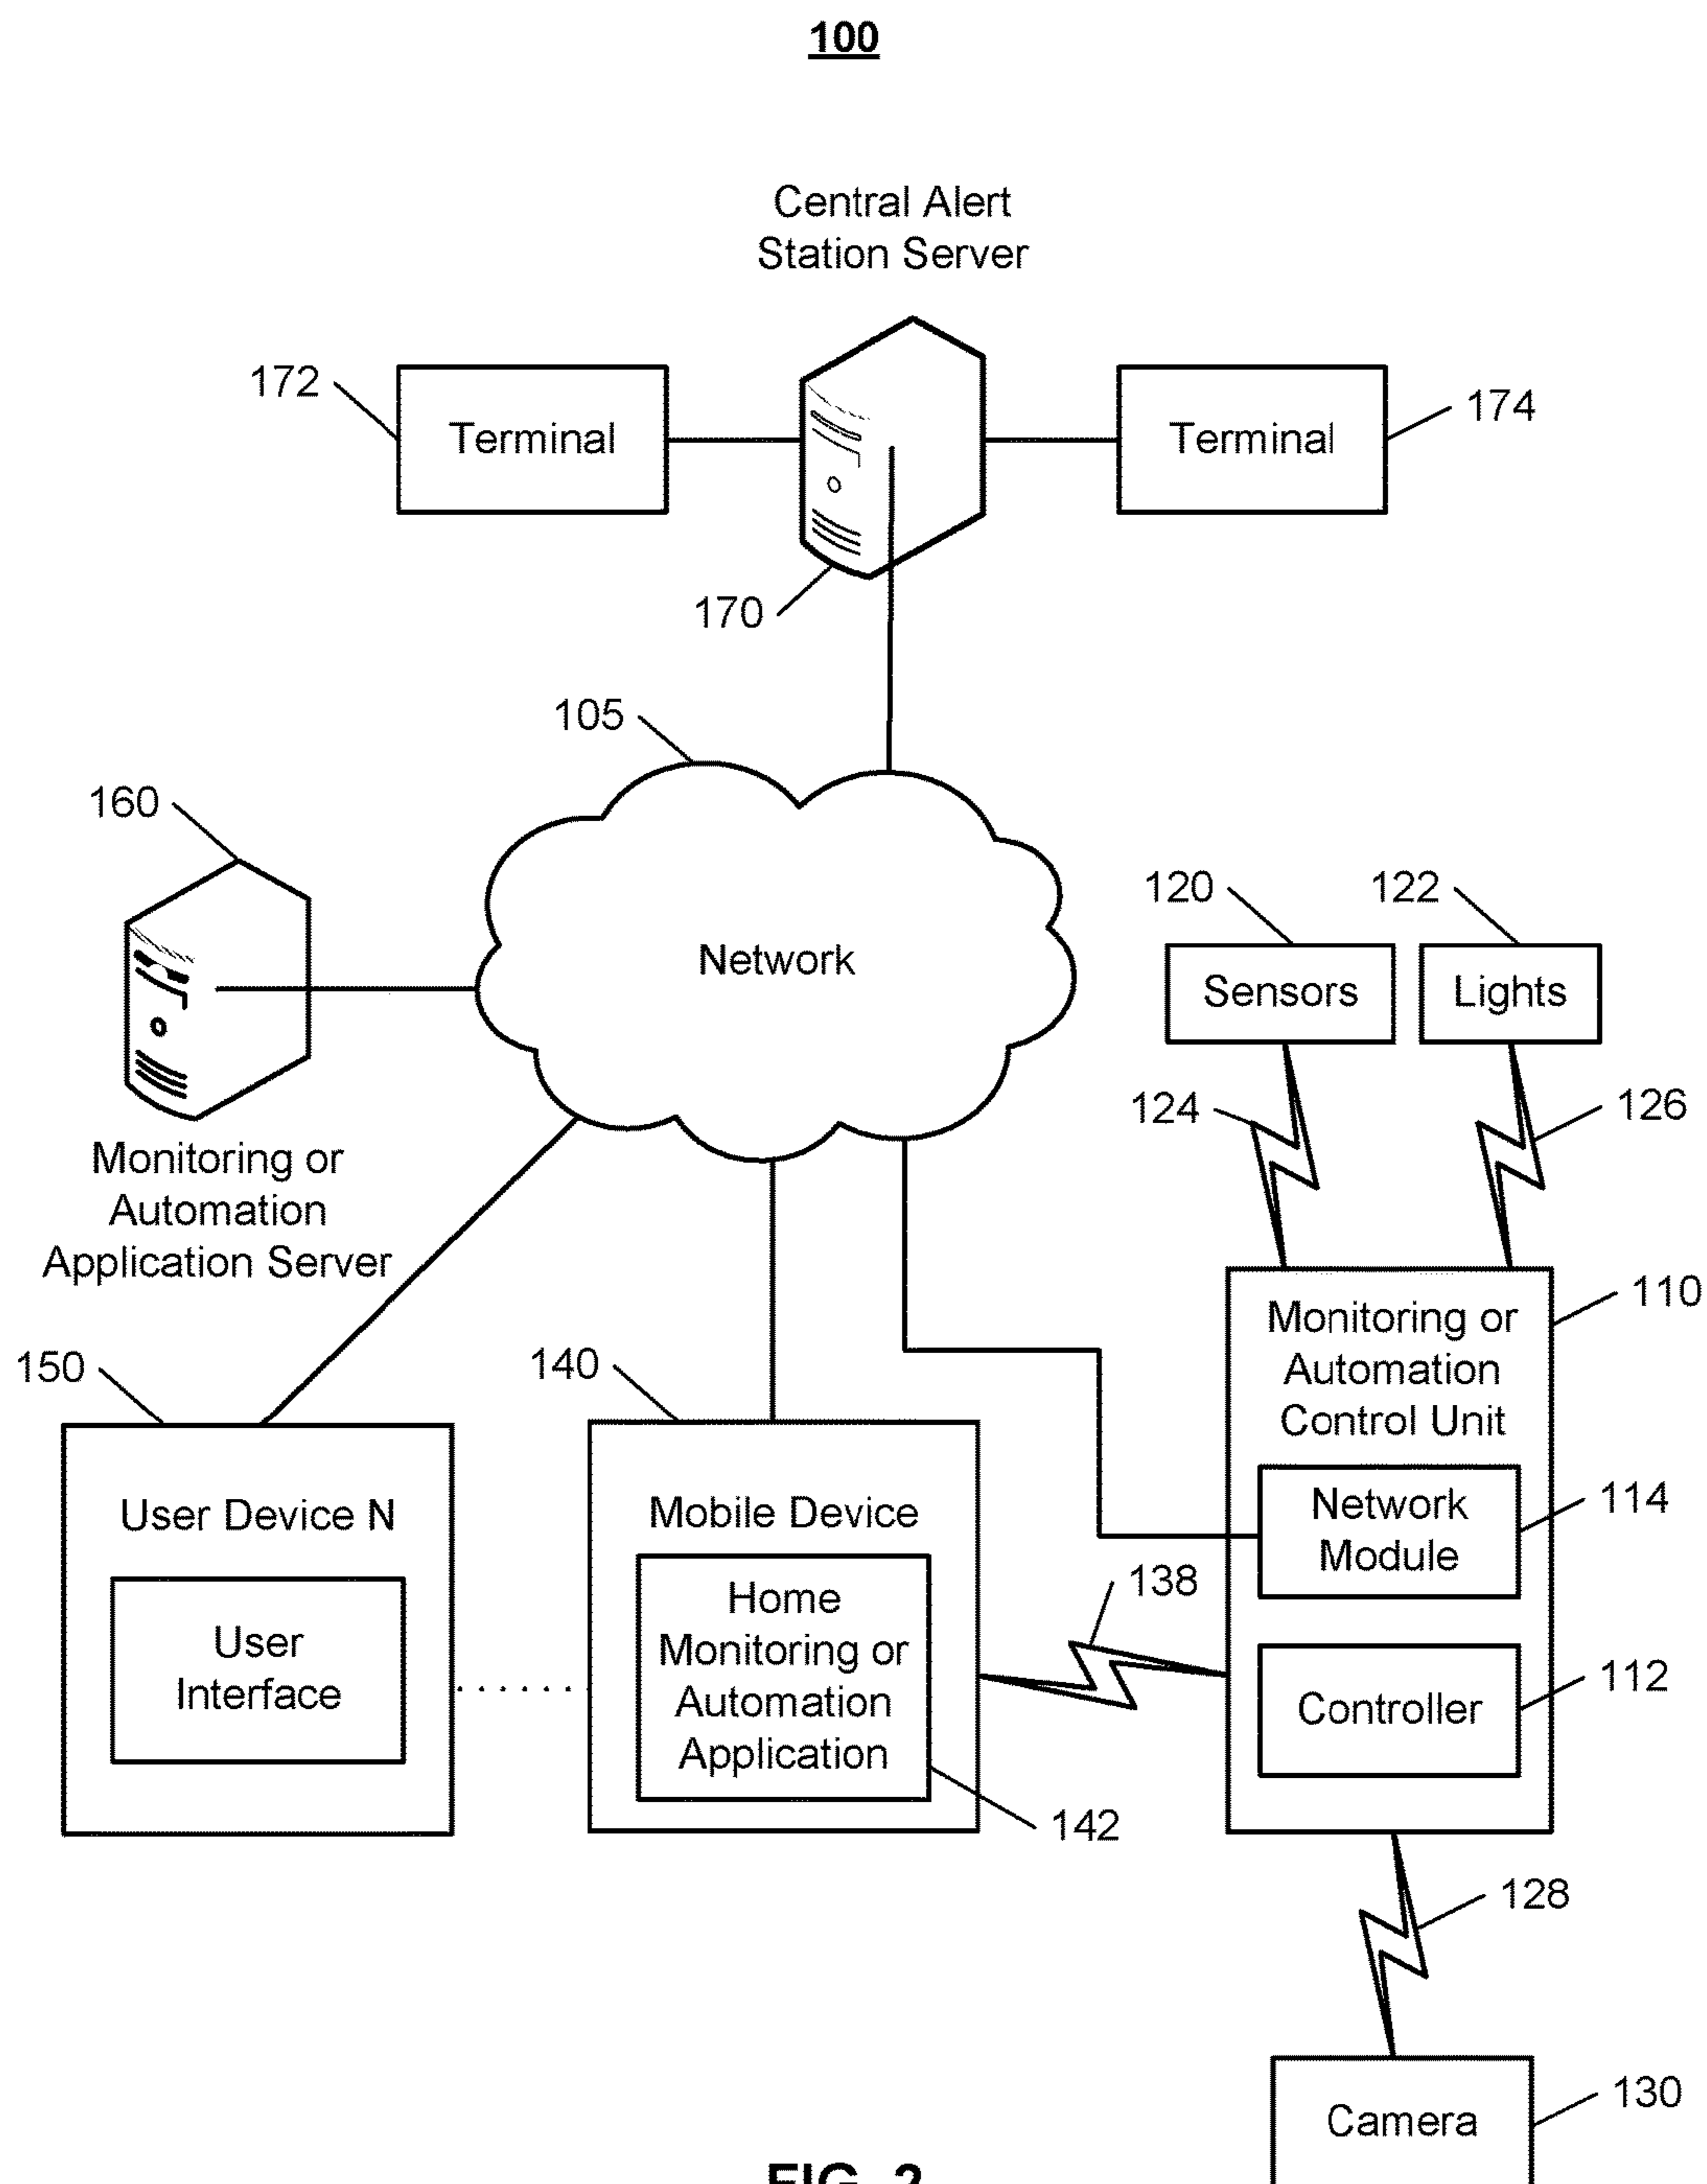 100
Central Alert
Station Server
172
Terminal
Terminal
174
170
105
160
Network
120
122
Sensors
Lights
124
126
Monitoring or
Automation
Application Server
110
Monitoring or
Automation
Control Unit
150
140
User Device N
Mobile Device
Network
Module
114
138
User
Interface
Home
Monitoring or
Automation
Application
112
Controller
142
128
130
Camera
FIG. 2